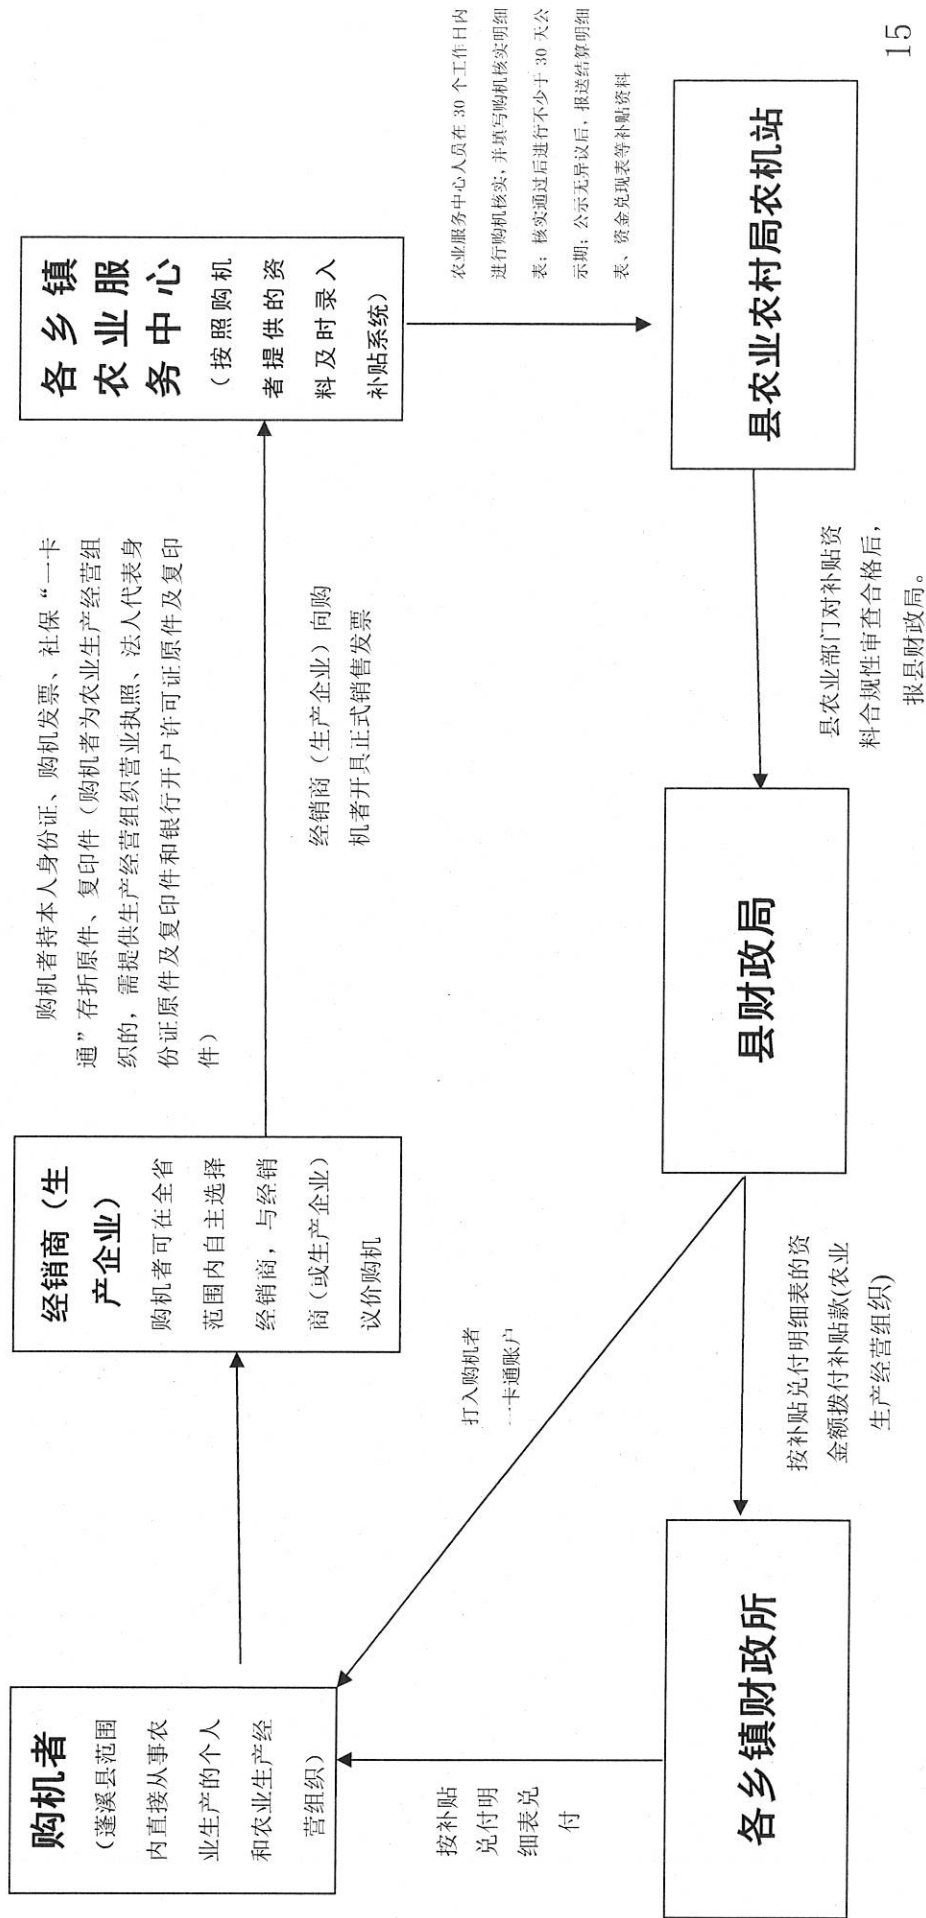 购机者
（蓬溪县范围
内直接从事农
业生产的个人
和农业生产经
营组织）
经销商（生
产企业）
购机者可在全省
范围内自主选择
经销商，与经销
商（或生产企业）
议价购机
购机者持本人身份证、购机发票、社保“一卡
通”存折原件、复印件（购机者为农业生产经营组
织的，需提供生产经营组织营业执照、法人代表身
份证原件及复印件和银行开户许可证原件及复印
件）
经销商（生产企业）向购
机者开具正式销售发票
各乡镇
农业服
务中心
（按照购机
者提供的资
料及时录入
补贴系统）
农业服务中心人员在 30 个工作日内
进行购机核实，并填写购机核实明细
表；核实通过后进行不少于 30 天公
示期；公示无异议后，报送结算明细
表、资金兑现表等补贴资料
县农业农村局农机站
县农业部门对补贴资
料合规性审查合格后，
报县财政局。
县财政局
打入购机者
一卡通账户
按补贴兑付明细表的资
金额拨付补贴款(农业
生产经营组织)
各乡镇财政所
按补贴
兑付明
细表兑
付
15